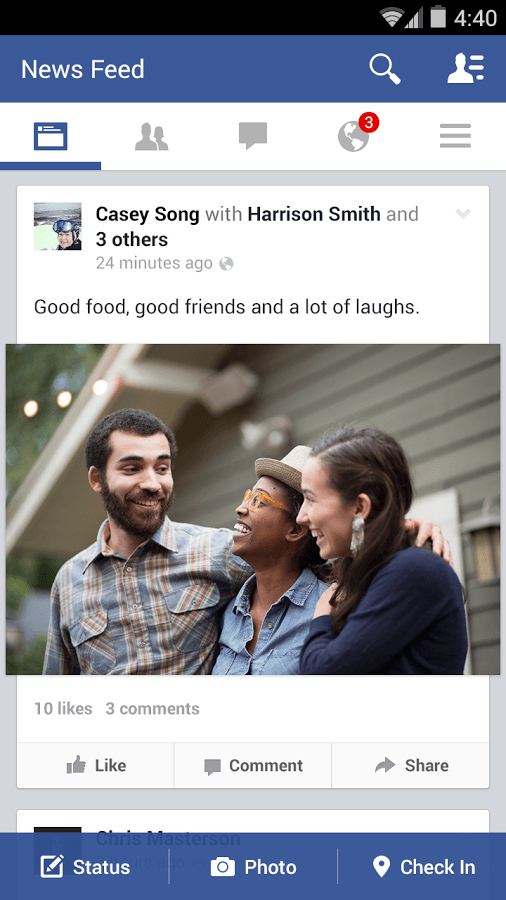 4:40
News Feed
3
Casey Song with Harrison Smith and
3 others
24 minutes ago
Good food, good friends and a lot of laughs.
10 likes 3 comments
Like Comment Share
Chris Masterson
Status Photo Check In